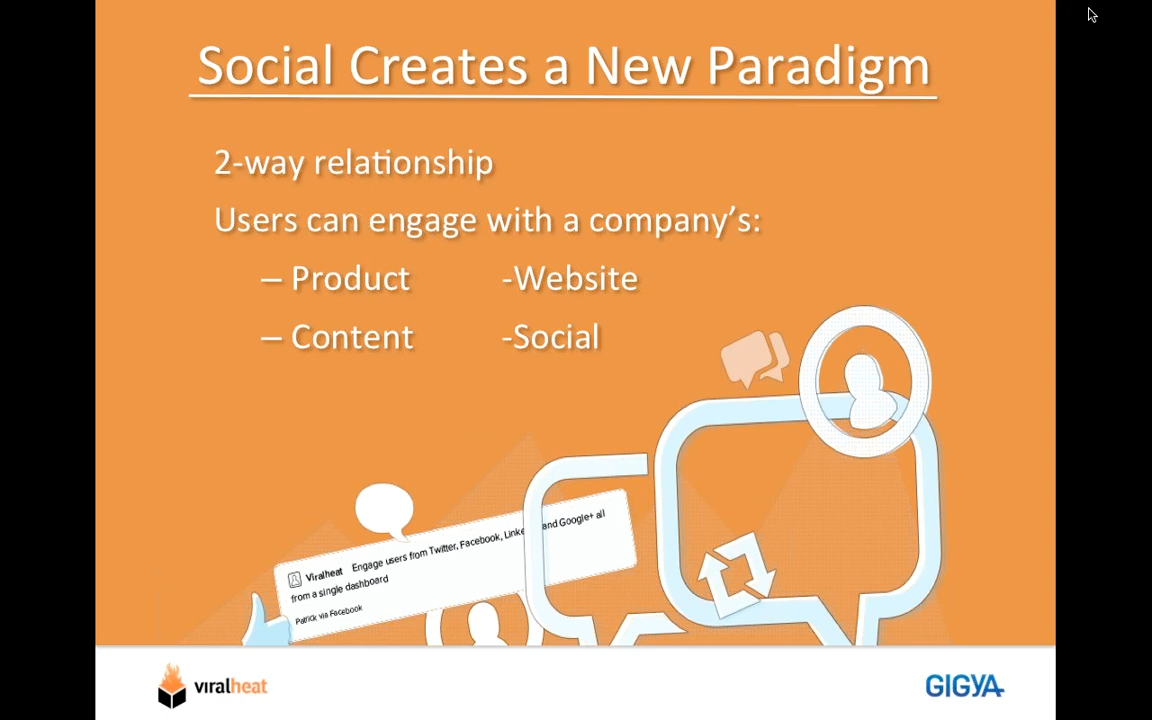 Social Creates a New Paradigm
2-way relationship
Users can engage with a company’s:
– Product -Website
– Content -Social
Viralheat Engage users from Twitter, Facebook, and Google+ all
from a single dashboard
Patrick via Facebook
viralheat
GIGYA